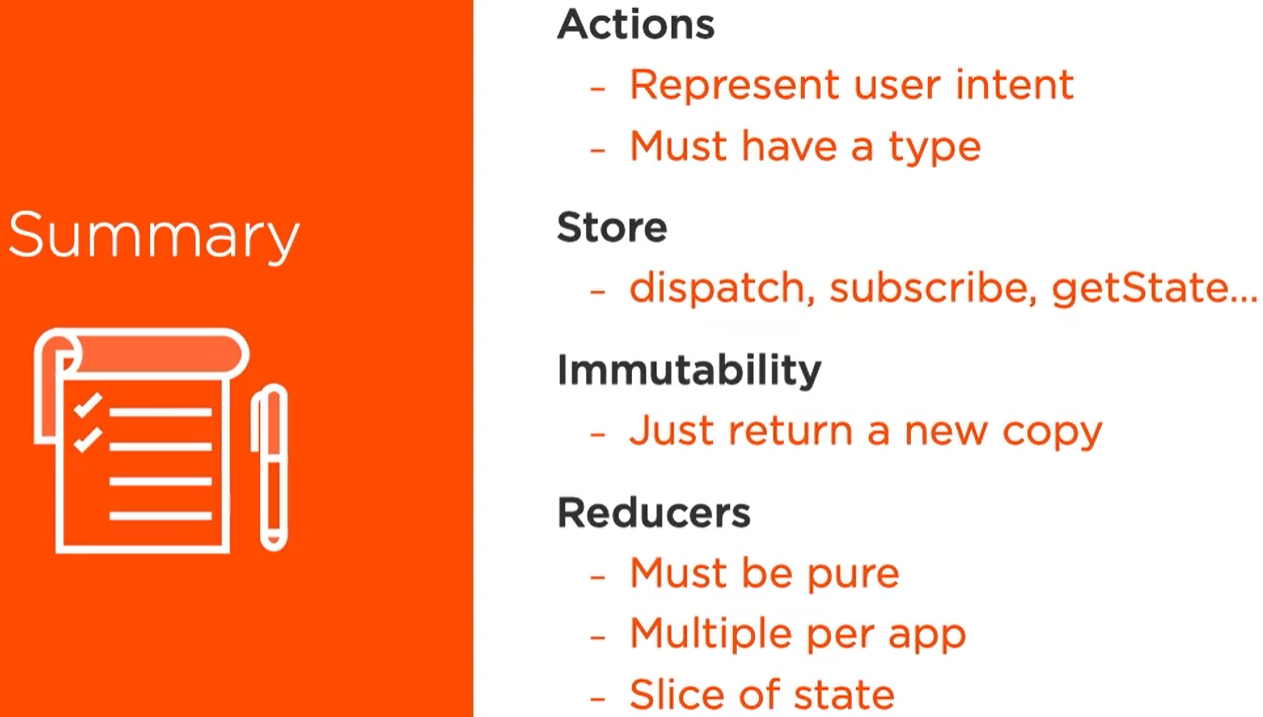 Summary
Actions
- Represent user intent
- Must have a type
Store
- dispatch, subscribe, getState...
Immutability
- Just return a new copy
Reducers
- Must be pure
- Multiple per app
- Slice of state